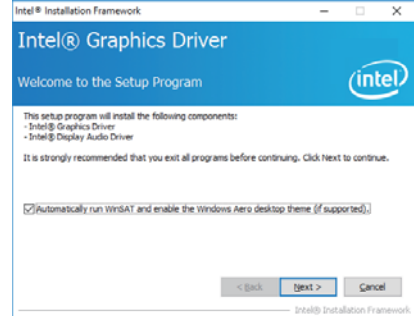 Intel® Installation Framework
Intel® Graphics Driver
Welcome to the Setup Program
intel
This setup program will install the following components:
- Intel® Graphics Driver
- Intel® Display Audio Driver
It is strongly recommended that you exit all programs before continuing. Click Next to continue.
Automatically run WinSAT and enable the Windows Aero desktop theme (if supported).
< Back Next > Cancel
Intel® Installation Framework